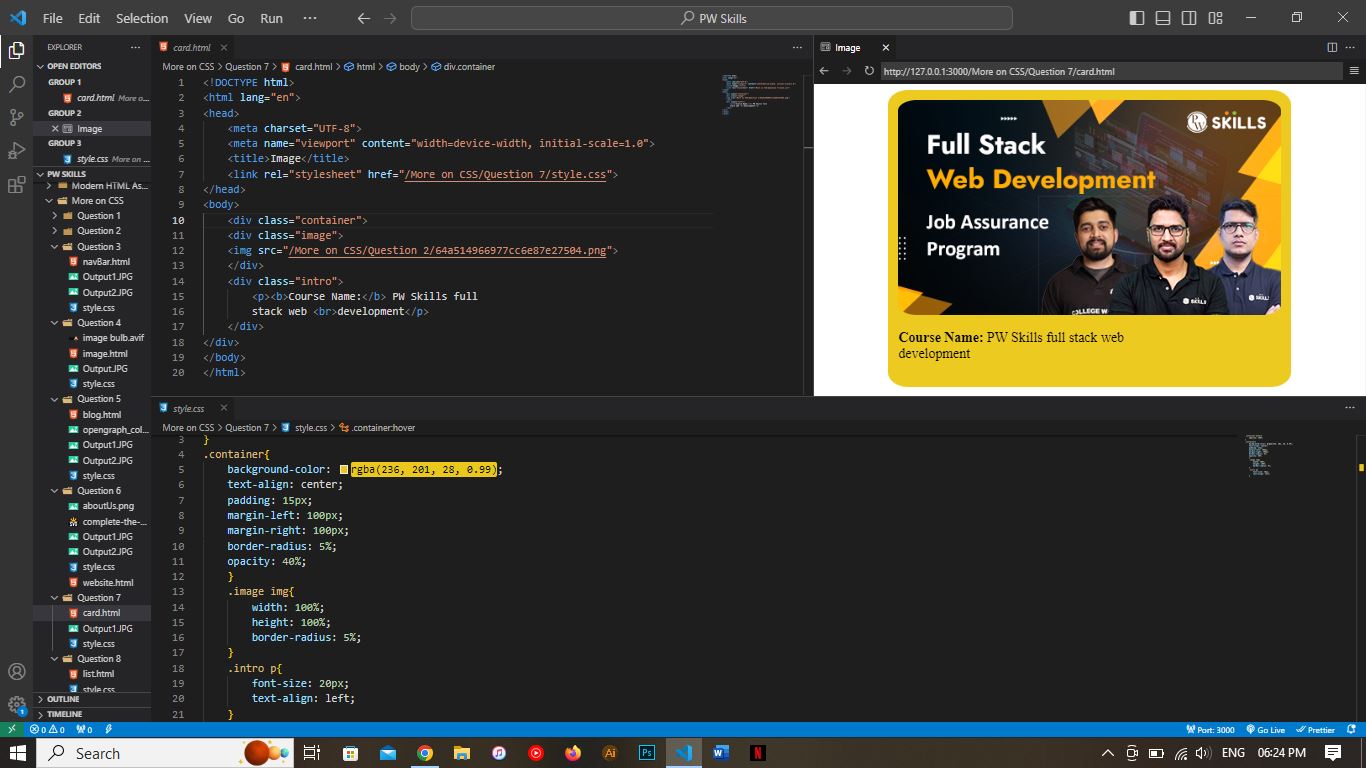 File Edit Selection View Go Run ··· PW Skills
EXPLORER
OPEN EDITORS
GROUP 1
card.html More o...
GROUP 2
Image
GROUP 3
style.css More on ...
PW SKILLS
Modern HTML As...
More on CSS
Question 1
Question 2
Question 3
navBar.html
Output1.JPG
Output2.JPG
style.css
Question 4
image bulb.avif
image.html
Output.JPG
style.css
Question 5
blog.html
opengraph_col...
Output1.JPG
Output2.JPG
style.css
Question 6
aboutUs.png
complete-the-...
Output1.JPG
Output2.JPG
style.css
website.html
Question 7
card.html
Output1.JPG
style.css
Question 8
list.html
style.css
OUTLINE
TIMELINE
card.html
More on CSS > Question 7 > card.html > html > body > div.container
1 <!DOCTYPE html>
2 <html lang="en">
3 <head>
4 <meta charset="UTF-8">
5 <meta name="viewport" content="width=device-width, initial-scale=1.0">
6 <title>Image</title>
7 <link rel="stylesheet" href="/More on CSS/Question 7/style.css">
8 </head>
9 <body>
10 <div class="container">
11 <div class="image">
12 <img src="/More on CSS/Question 2/64a514966977cc6e87e27504.png">
13 </div>
14 <div class="intro">
15 <p><b>Course Name:</b> PW Skills full
16 stack web <br>development</p>
17 </div>
18 </div>
19 </body>
20 </html>
Image
http://127.0.0.1:3000/More on CSS/Question 7/card.html
PW SKILLS
Full Stack
Web Development
Job Assurance
Program
COLLEGE W
SKILLS
SKILLS
Course Name: PW Skills full stack web
development
style.css
More on CSS > Question 7 > style.css > .container:hover
3 }
4 .container{
5 background-color: rgba(236, 201, 28, 0.99);
6 text-align: center;
7 padding: 15px;
8 margin-left: 100px;
9 margin-right: 100px;
10 border-radius: 5%;
11 opacity: 40%;
12 }
13 .image img{
14 width: 100%;
15 height: 100%;
16 border-radius: 5%;
17 }
18 .intro p{
19 font-size: 20px;
20 text-align: left;
21 }
0 0 0 Port: 3000 Go Live Prettier
Search ENG 06:24 PM